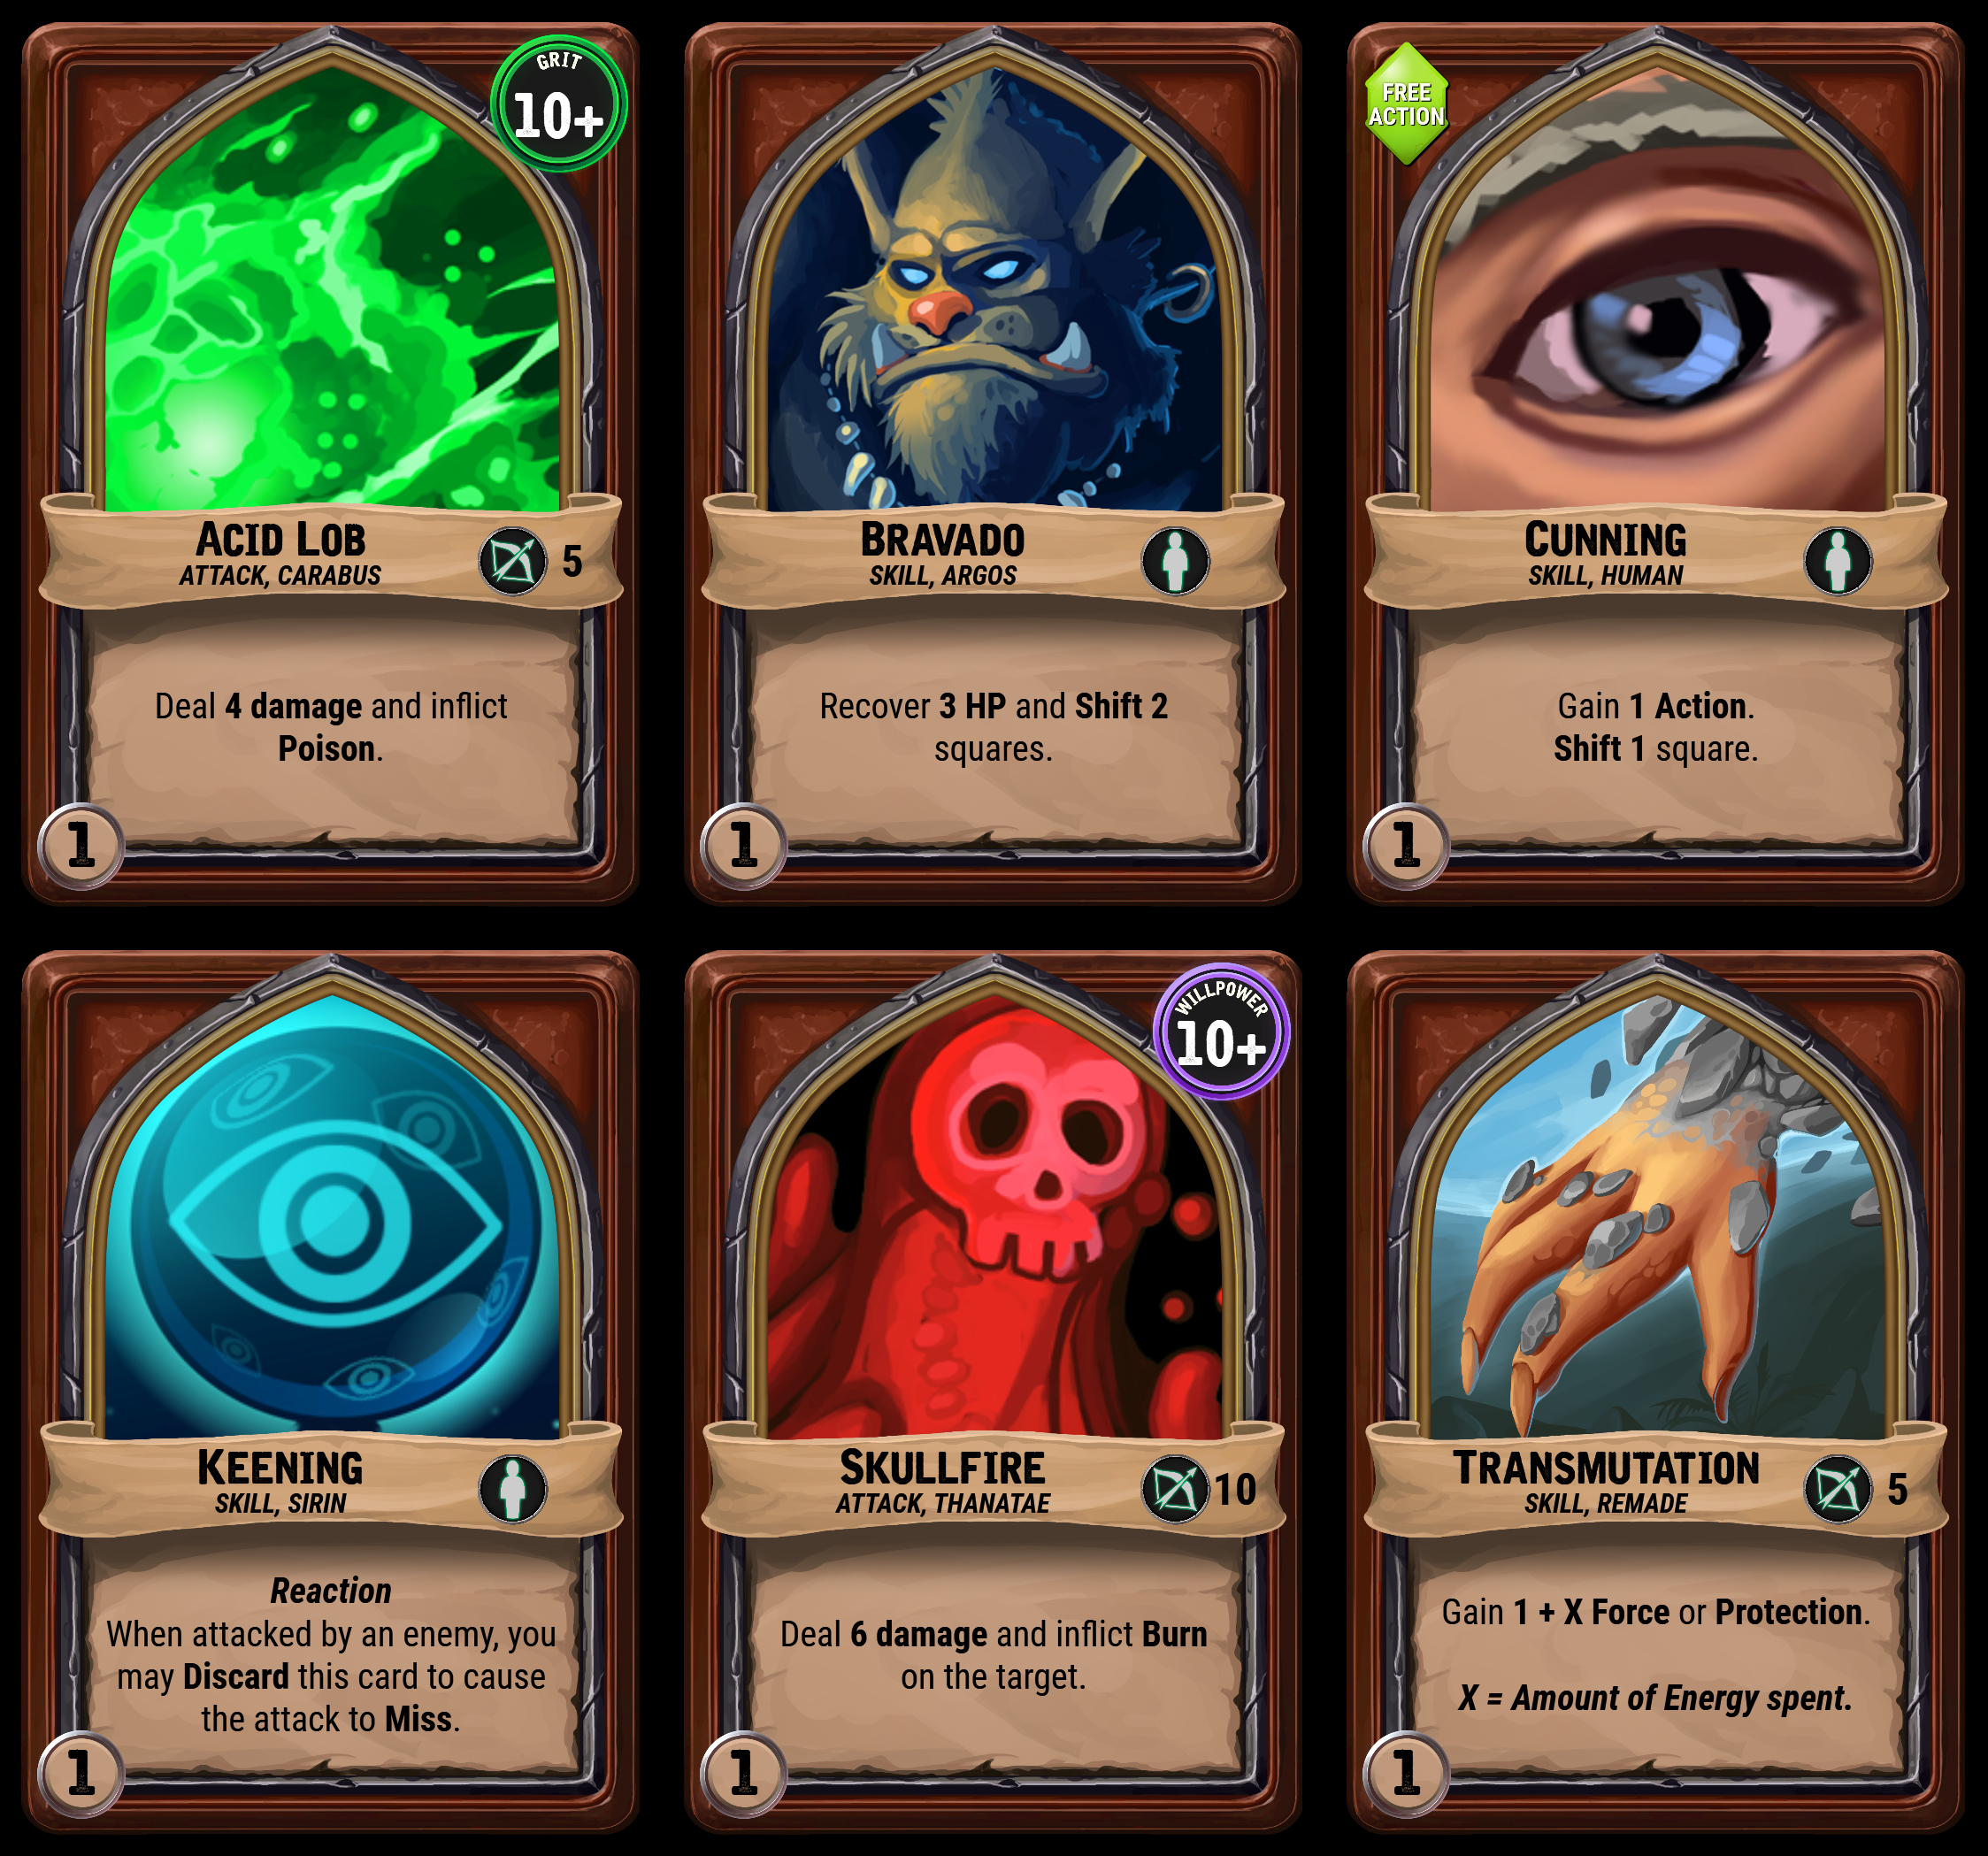 GRIT
10+
ACID LOB
ATTACK, CARABUS
5
Deal 4 damage and inflict
Poison.
1
BRAVADO
SKILL, ARGOS
Recover 3 HP and Shift 2
squares.
1
FREE
ACTION
CUNNING
SKILL, HUMAN
Gain 1 Action.
Shift 1 square.
1
KEENING
SKILL, SIRIN
Reaction
When attacked by an enemy, you
may Discard this card to cause
the attack to Miss.
1
WILLPOWER
10+
SKULLFIRE
ATTACK, THANATAE
10
Deal 6 damage and inflict Burn
on the target.
1
TRANSMUTATION
SKILL, REMADE
5
Gain 1 + X Force or Protection.
X = Amount of Energy spent.
1